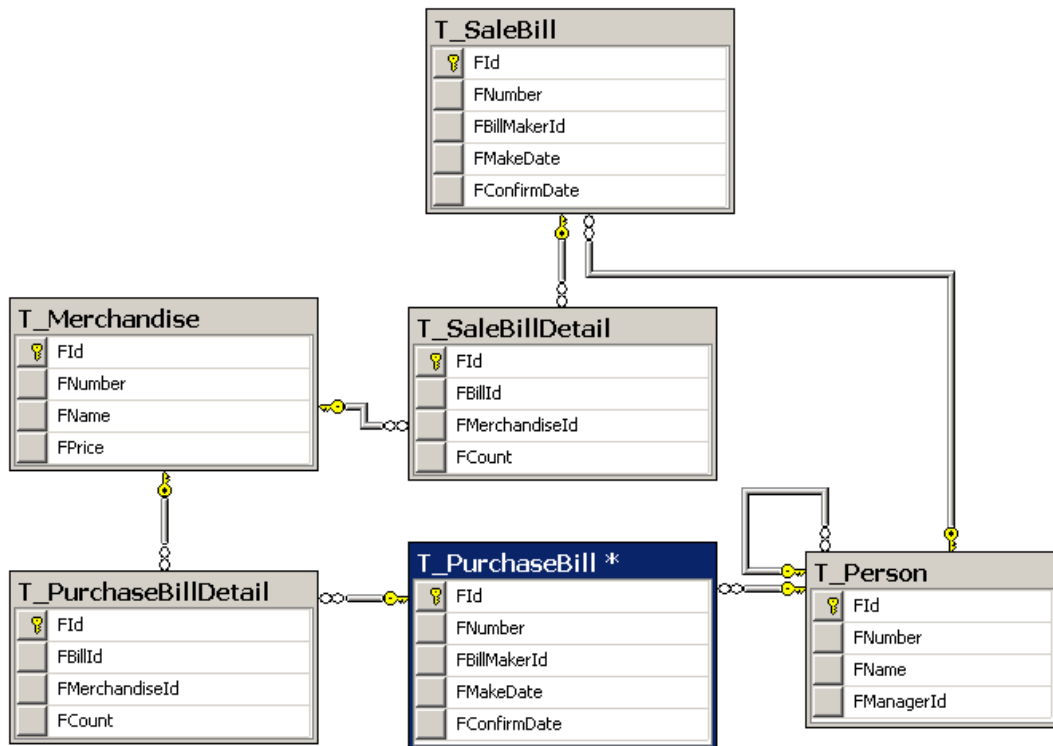 T_SaleBill
FId
FNumber
FBillMakerId
FMakeDate
FConfirmDate
T_Merchandise
FId
FNumber
FName
FPrice
T_SaleBillDetail
FId
FBillId
FMerchandiseId
FCount
T_PurchaseBillDetail
FId
FBillId
FMerchandiseId
FCount
T_PurchaseBill *
FId
FNumber
FBillMakerId
FMakeDate
FConfirmDate
T_Person
FId
FNumber
FName
FManagerId